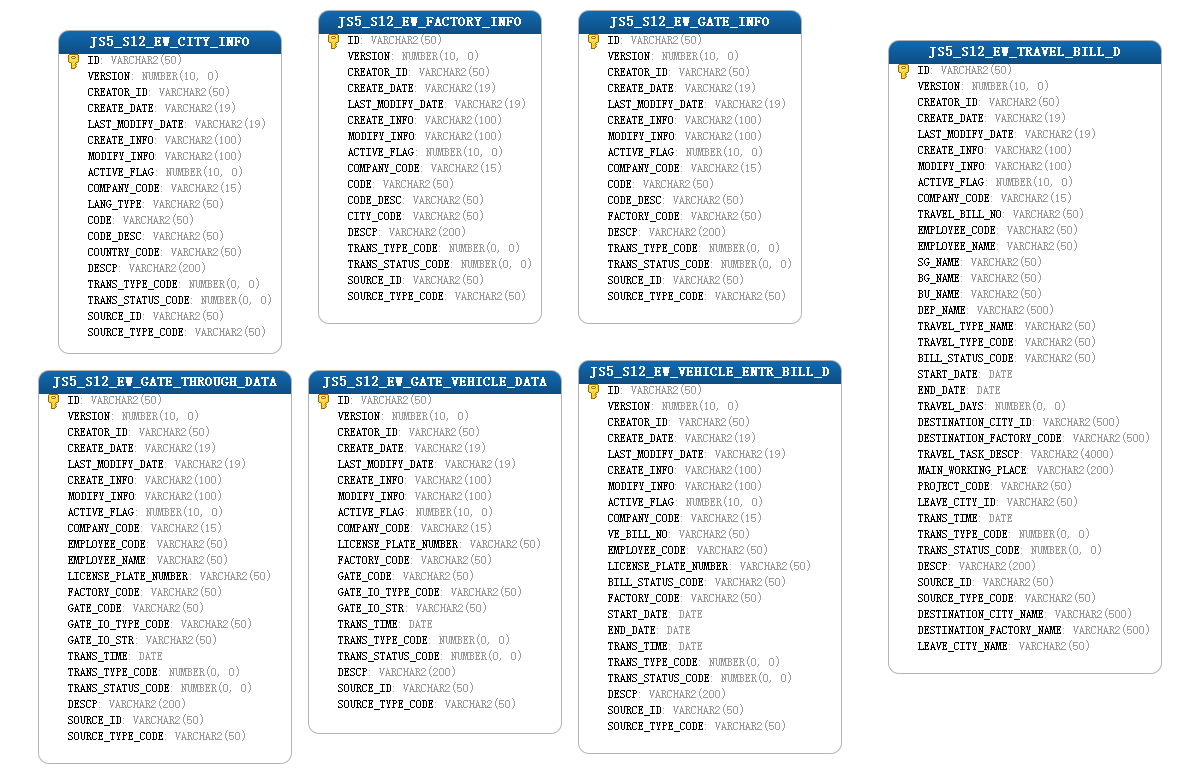 JS5_S12_EW_CITY_INFO
ID: VARCHAR2(50)
VERSION: NUMBER(10, 0)
CREATOR_ID: VARCHAR2(50)
CREATE_DATE: VARCHAR2(19)
LAST_MODIFY_DATE: VARCHAR2(19)
CREATE_INFO: VARCHAR2(100)
MODIFY_INFO: VARCHAR2(100)
ACTIVE_FLAG: NUMBER(10, 0)
COMPANY_CODE: VARCHAR2(15)
LANG_TYPE: VARCHAR2(50)
CODE: VARCHAR2(50)
CODE_DESC: VARCHAR2(50)
COUNTRY_CODE: VARCHAR2(50)
DESCP: VARCHAR2(200)
TRANS_TYPE_CODE: NUMBER(0, 0)
TRANS_STATUS_CODE: NUMBER(0, 0)
SOURCE_ID: VARCHAR2(50)
SOURCE_TYPE_CODE: VARCHAR2(50)
JS5_S12_EW_FACTORY_INFO
ID: VARCHAR2(50)
VERSION: NUMBER(10, 0)
CREATOR_ID: VARCHAR2(50)
CREATE_DATE: VARCHAR2(19)
LAST_MODIFY_DATE: VARCHAR2(19)
CREATE_INFO: VARCHAR2(100)
MODIFY_INFO: VARCHAR2(100)
ACTIVE_FLAG: NUMBER(10, 0)
COMPANY_CODE: VARCHAR2(15)
CODE: VARCHAR2(50)
CODE_DESC: VARCHAR2(50)
CITY_CODE: VARCHAR2(50)
DESCP: VARCHAR2(200)
TRANS_TYPE_CODE: NUMBER(0, 0)
TRANS_STATUS_CODE: NUMBER(0, 0)
SOURCE_ID: VARCHAR2(50)
SOURCE_TYPE_CODE: VARCHAR2(50)
JS5_S12_EW_GATE_INFO
ID: VARCHAR2(50)
VERSION: NUMBER(10, 0)
CREATOR_ID: VARCHAR2(50)
CREATE_DATE: VARCHAR2(19)
LAST_MODIFY_DATE: VARCHAR2(19)
CREATE_INFO: VARCHAR2(100)
MODIFY_INFO: VARCHAR2(100)
ACTIVE_FLAG: NUMBER(10, 0)
COMPANY_CODE: VARCHAR2(15)
CODE: VARCHAR2(50)
CODE_DESC: VARCHAR2(50)
FACTORY_CODE: VARCHAR2(50)
DESCP: VARCHAR2(200)
TRANS_TYPE_CODE: NUMBER(0, 0)
TRANS_STATUS_CODE: NUMBER(0, 0)
SOURCE_ID: VARCHAR2(50)
SOURCE_TYPE_CODE: VARCHAR2(50)
JS5_S12_EW_TRAVEL_BILL_D
ID: VARCHAR2(50)
VERSION: NUMBER(10, 0)
CREATOR_ID: VARCHAR2(50)
CREATE_DATE: VARCHAR2(19)
LAST_MODIFY_DATE: VARCHAR2(19)
CREATE_INFO: VARCHAR2(100)
MODIFY_INFO: VARCHAR2(100)
ACTIVE_FLAG: NUMBER(10, 0)
COMPANY_CODE: VARCHAR2(15)
TRAVEL_BILL_NO: VARCHAR2(50)
EMPLOYEE_CODE: VARCHAR2(50)
EMPLOYEE_NAME: VARCHAR2(50)
SG_NAME: VARCHAR2(50)
BG_NAME: VARCHAR2(50)
BU_NAME: VARCHAR2(50)
DEP_NAME: VARCHAR2(500)
TRAVEL_TYPE_NAME: VARCHAR2(50)
TRAVEL_TYPE_CODE: VARCHAR2(50)
BILL_STATUS_CODE: VARCHAR2(50)
START_DATE: DATE
END_DATE: DATE
TRAVEL_DAYS: NUMBER(0, 0)
DESTINATION_CITY_ID: VARCHAR2(500)
DESTINATION_FACTORY_CODE: VARCHAR2(500)
TRAVEL_TASK_DESCP: VARCHAR2(4000)
MAIN_WORKING_PLACE: VARCHAR2(200)
PROJECT_CODE: VARCHAR2(50)
LEAVE_CITY_ID: VARCHAR2(50)
TRANS_TIME: DATE
TRANS_TYPE_CODE: NUMBER(0, 0)
TRANS_STATUS_CODE: NUMBER(0, 0)
DESCP: VARCHAR2(200)
SOURCE_ID: VARCHAR2(50)
SOURCE_TYPE_CODE: VARCHAR2(50)
DESTINATION_CITY_NAME: VARCHAR2(500)
DESTINATION_FACTORY_NAME: VARCHAR2(500)
LEAVE_CITY_NAME: VARCHAR2(50)
JS5_S12_EW_GATE_THROUGH_DATA
ID: VARCHAR2(50)
VERSION: NUMBER(10, 0)
CREATOR_ID: VARCHAR2(50)
CREATE_DATE: VARCHAR2(19)
LAST_MODIFY_DATE: VARCHAR2(19)
CREATE_INFO: VARCHAR2(100)
MODIFY_INFO: VARCHAR2(100)
ACTIVE_FLAG: NUMBER(10, 0)
COMPANY_CODE: VARCHAR2(15)
EMPLOYEE_CODE: VARCHAR2(50)
EMPLOYEE_NAME: VARCHAR2(50)
LICENSE_PLATE_NUMBER: VARCHAR2(50)
FACTORY_CODE: VARCHAR2(50)
GATE_CODE: VARCHAR2(50)
GATE_IO_TYPE_CODE: VARCHAR2(50)
GATE_IO_STR: VARCHAR2(50)
TRANS_TIME: DATE
TRANS_TYPE_CODE: NUMBER(0, 0)
TRANS_STATUS_CODE: NUMBER(0, 0)
DESCP: VARCHAR2(200)
SOURCE_ID: VARCHAR2(50)
SOURCE_TYPE_CODE: VARCHAR2(50)
JS5_S12_EW_GATE_VEHICLE_DATA
ID: VARCHAR2(50)
VERSION: NUMBER(10, 0)
CREATOR_ID: VARCHAR2(50)
CREATE_DATE: VARCHAR2(19)
LAST_MODIFY_DATE: VARCHAR2(19)
CREATE_INFO: VARCHAR2(100)
MODIFY_INFO: VARCHAR2(100)
ACTIVE_FLAG: NUMBER(10, 0)
COMPANY_CODE: VARCHAR2(15)
LICENSE_PLATE_NUMBER: VARCHAR2(50)
FACTORY_CODE: VARCHAR2(50)
GATE_CODE: VARCHAR2(50)
GATE_IO_TYPE_CODE: VARCHAR2(50)
GATE_IO_STR: VARCHAR2(50)
TRANS_TIME: DATE
TRANS_TYPE_CODE: NUMBER(0, 0)
TRANS_STATUS_CODE: NUMBER(0, 0)
DESCP: VARCHAR2(200)
SOURCE_ID: VARCHAR2(50)
SOURCE_TYPE_CODE: VARCHAR2(50)
JS5_S12_EW_VEHICLE_ENTR_BILL_D
ID: VARCHAR2(50)
VERSION: NUMBER(10, 0)
CREATOR_ID: VARCHAR2(50)
CREATE_DATE: VARCHAR2(19)
LAST_MODIFY_DATE: VARCHAR2(19)
CREATE_INFO: VARCHAR2(100)
MODIFY_INFO: VARCHAR2(100)
ACTIVE_FLAG: NUMBER(10, 0)
COMPANY_CODE: VARCHAR2(15)
VE_BILL_NO: VARCHAR2(50)
EMPLOYEE_CODE: VARCHAR2(50)
LICENSE_PLATE_NUMBER: VARCHAR2(50)
BILL_STATUS_CODE: VARCHAR2(50)
FACTORY_CODE: VARCHAR2(50)
START_DATE: DATE
END_DATE: DATE
TRANS_TIME: DATE
TRANS_TYPE_CODE: NUMBER(0, 0)
TRANS_STATUS_CODE: NUMBER(0, 0)
DESCP: VARCHAR2(200)
SOURCE_ID: VARCHAR2(50)
SOURCE_TYPE_CODE: VARCHAR2(50)